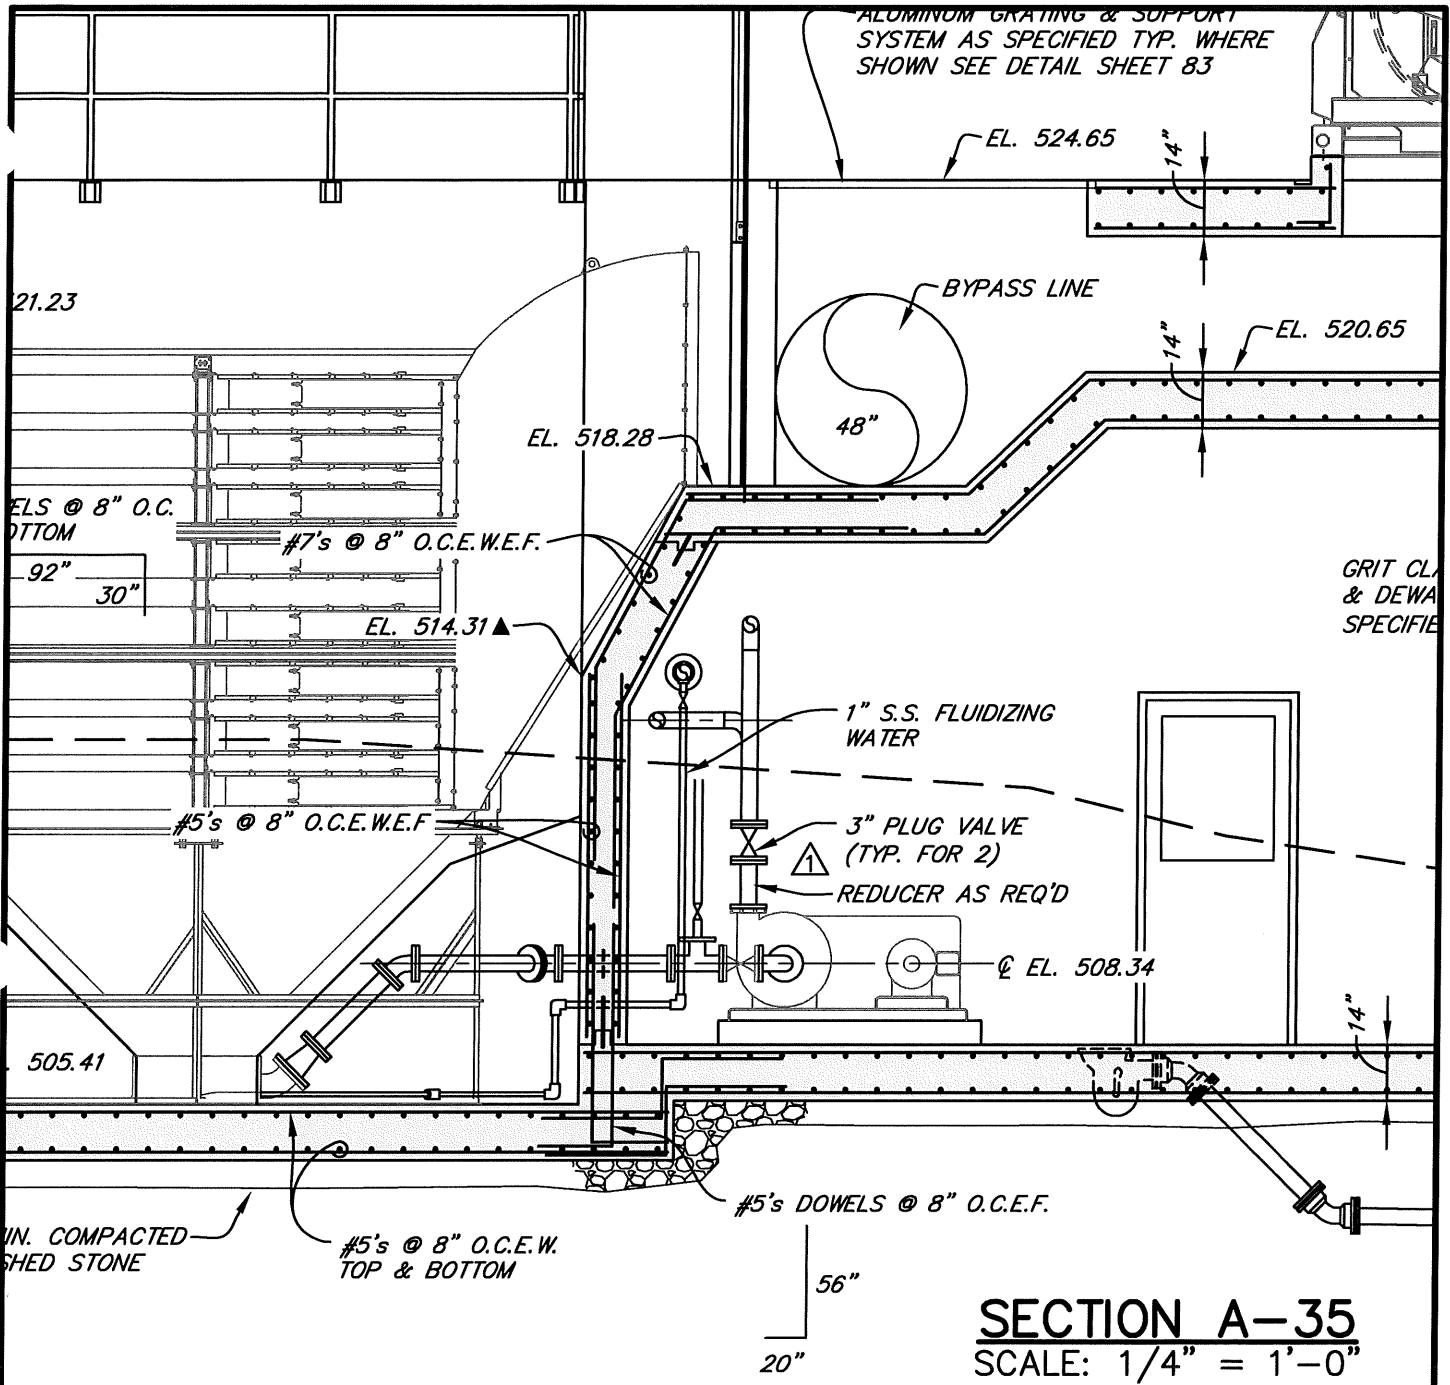 ALUMINUM GRATING & SUPPORT
SYSTEM AS SPECIFIED TYP. WHERE
SHOWN SEE DETAIL SHEET 83
EL. 524.65
14"
21.23
BYPASS LINE
14"
EL. 520.65
48"
EL. 518.28
ELS @ 8" O.C.
OTTOM
#7's @ 8" O.C.E.W.E.F.
92"
30"
GRIT CL
& DEWA
SPECIFIE
EL. 514.31▲
1" S.S. FLUIDIZING
WATER
#5's @ 8" O.C.E.W.E.F
3" PLUG VALVE
(TYP. FOR 2)
1
REDUCER AS REQ'D
℄ EL. 508.34
14"
505.41
#5's DOWELS @ 8" O.C.E.F.
IN. COMPACTED
SHED STONE
#5's @ 8" O.C.E.W.
TOP & BOTTOM
56"
20"
SECTION A-35
SCALE: 1/4" = 1'-0"